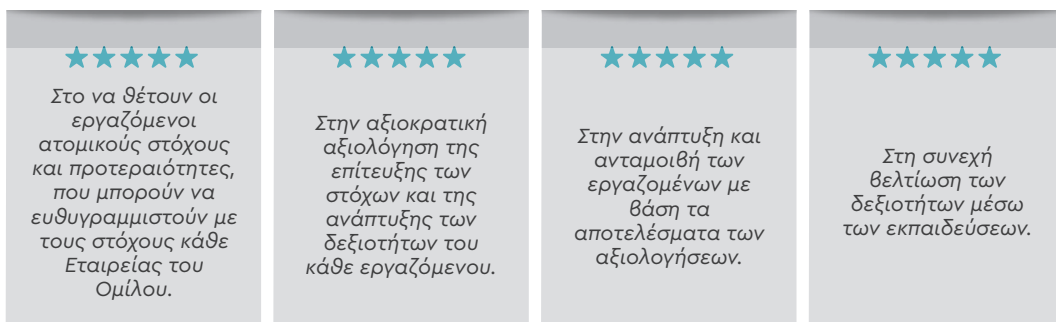 Στο να θέτουν οι
εργαζόμενοι
ατομικούς στόχους
και προτεραιότητες,
που μπορούν να
ευθυγραμμιστούν με
τους στόχους κάθε
Εταιρείας του
Ομίλου.
Στην αξιοκρατική
αξιολόγηση της
επίτευξης των
στόχων και της
ανάπτυξης των
δεξιοτήτων του
κάθε εργαζόμενου.
Στην ανάπτυξη και
ανταμοιβή των
εργαζομένων με
βάση τα
αποτελέσματα των
αξιολογήσεων.
Στη συνεχή
βελτίωση των
δεξιοτήτων μέσω
των εκπαιδεύσεων.